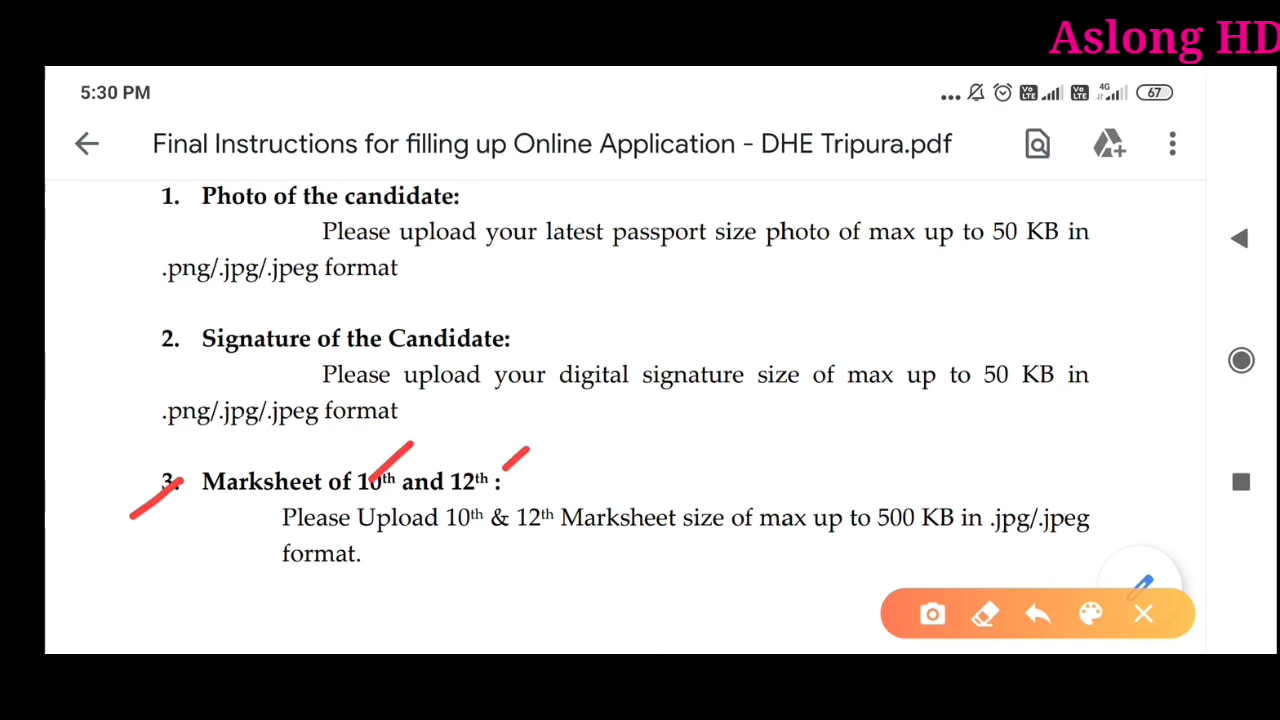 Aslong HD
5:30 PM
4G
67
Final Instructions for filling up Online Application - DHE Tripura.pdf
1. Photo of the candidate:
Please upload your latest passport size photo of max up to 50 KB in
.png/.jpg/.jpeg format
2. Signature of the Candidate:
Please upload your digital signature size of max up to 50 KB in
.png/.jpg/.jpeg format
3. Marksheet of 10th and 12th :
Please Upload 10th & 12th Marksheet size of max up to 500 KB in .jpg/.jpeg
format.